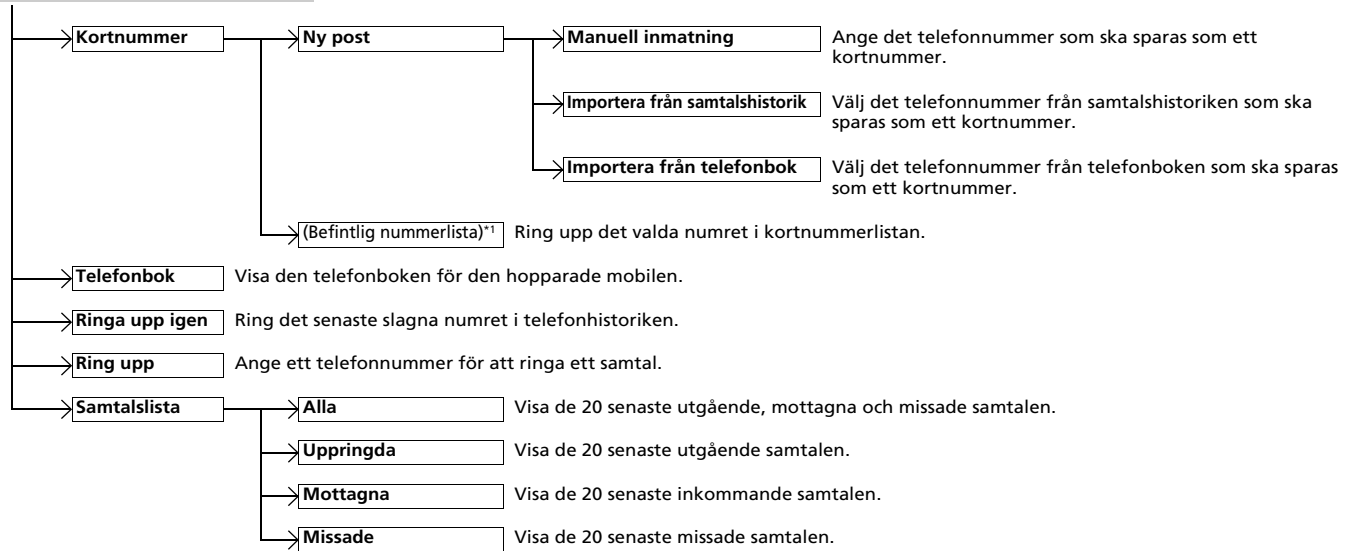 Kortnummer
Ny post
Manuell inmatning
Ange det telefonnummer som ska sparas som ett
kortnummer.
Importera från samtalshistorik
Välj det telefonnummer från samtalshistoriken som ska
sparas som ett kortnummer.
Importera från telefonbok
Välj det telefonnummer från telefonboken som ska sparas
som ett kortnummer.
(Befintlig nummerlista)*1
Ring upp det valda numret i kortnummerlistan.
Telefonbok
Visa den telefonboken för den hopparade mobilen.
Ringa upp igen
Ring det senaste slagna numret i telefonhistoriken.
Ring upp
Ange ett telefonnummer för att ringa ett samtal.
Samtalslista
Alla
Visa de 20 senaste utgående, mottagna och missade samtalen.
Uppringda
Visa de 20 senaste utgående samtalen.
Mottagna
Visa de 20 senaste inkommande samtalen.
Missade
Visa de 20 senaste missade samtalen.